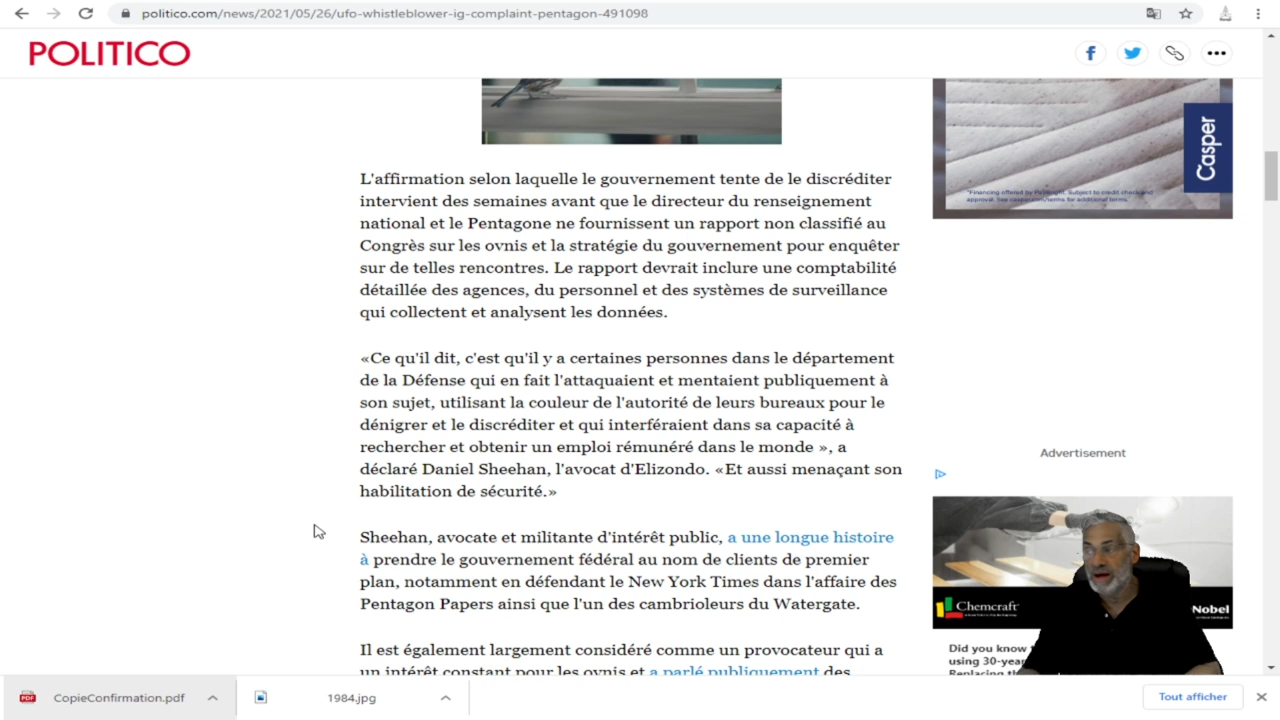 politico.com/news/2021/05/26/ufo-whistleblower-ig-complaint-pentagon-491098
POLITICO
L'affirmation selon laquelle le gouvernement tente de le discréditer
intervient des semaines avant que le directeur du renseignement
national et le Pentagone ne fournissent un rapport non classifié au
Congrès sur les ovnis et la stratégie du gouvernement pour enquêter
sur de telles rencontres. Le rapport devrait inclure une comptabilité
détaillée des agences, du personnel et des systèmes de surveillance
qui collectent et analysent les données.
«Ce qu'il dit, c'est qu'il y a certaines personnes dans le département
de la Défense qui en fait l'attaquaient et mentaient publiquement à
son sujet, utilisant la couleur de l'autorité de leurs bureaux pour le
dénigrer et le discréditer et qui interféraient dans sa capacité à
rechercher et obtenir un emploi rémunéré dans le monde », a
déclaré Daniel Sheehan, l'avocat d'Elizondo. «Et aussi menaçant son
habilitation de sécurité.»
Sheehan, avocate et militante d'intérêt public, a une longue histoire
à prendre le gouvernement fédéral au nom de clients de premier
plan, notamment en défendant le New York Times dans l'affaire des
Pentagon Papers ainsi que l'un des cambrioleurs du Watergate.
Il est également largement considéré comme un provocateur qui a
un intérêt constant pour les ovnis et a parlé publiquement des
Casper
*Financing offered by Subject to credit check and
approval. See casper.com/terms for additional terms.
Advertisement
Chemcraft
Nobel
Did you know
using 30-year
Replacing th
PDF
CopieConfirmation.pdf
1984.jpg
Tout afficher